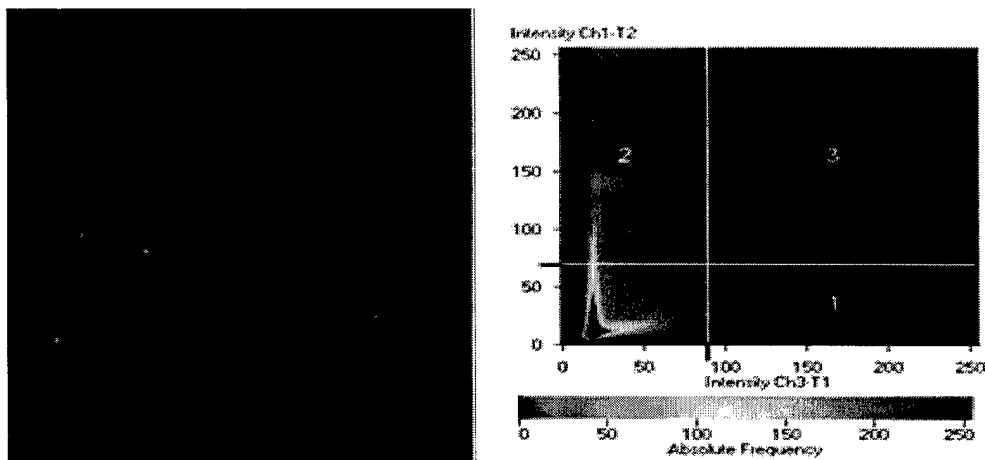 Intensity Ch1-T2
250
200
150
100
50
0
2
3
1
0 50 100 150 200 250
Intensity Ch3-T1
0 50 100 150 200 250
Absolute Frequency